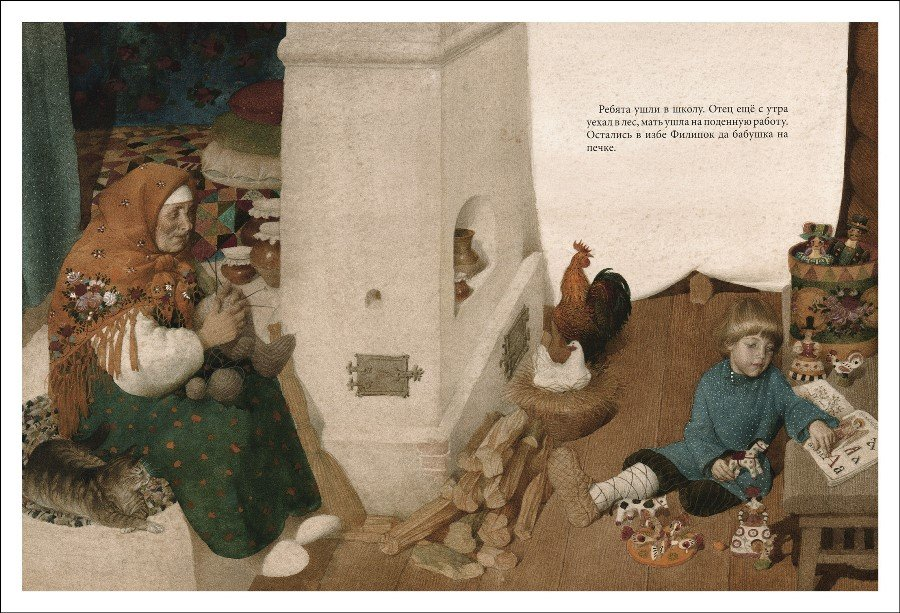 Ребята ушли в школу. Отец ещё с утра
уехал в лес, мать ушла на поденную работу.
Остались в избе Филипок да бабушка на
печке.
А а